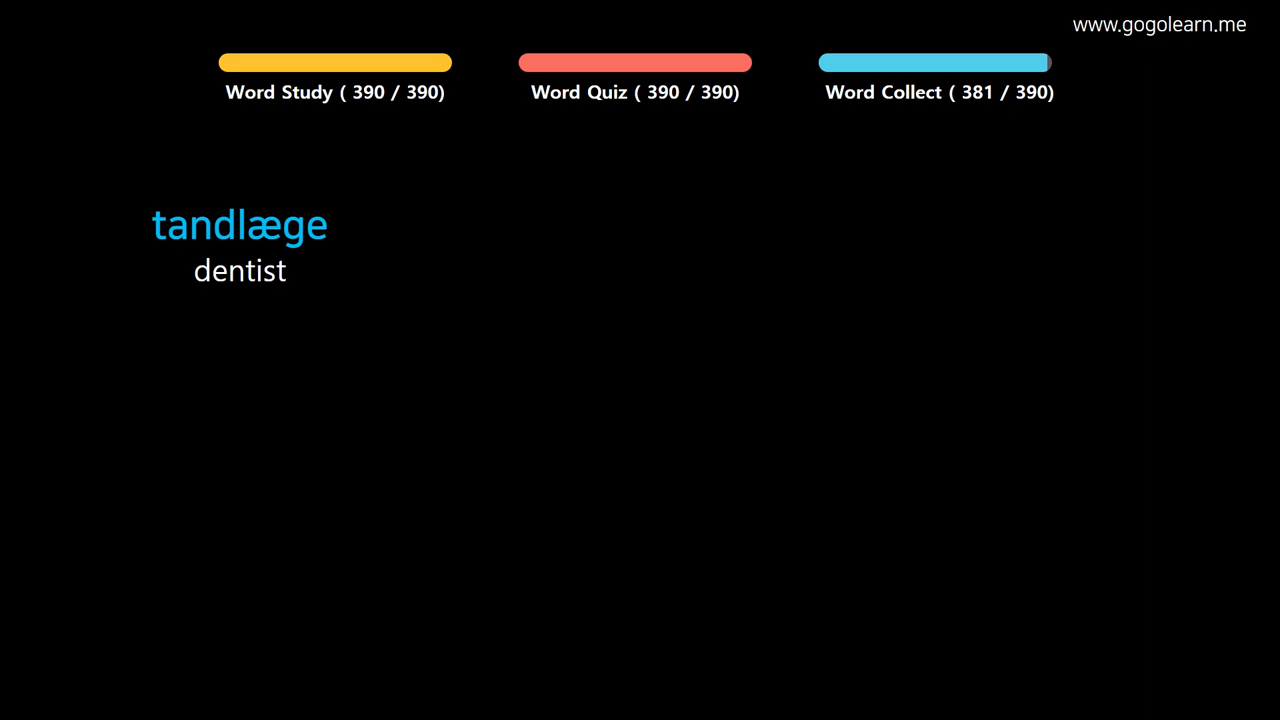 www.gogolearn.me
Word Study ( 390 / 390)
Word Quiz ( 390 / 390)
Word Collect ( 381 / 390)
tandlæge
dentist